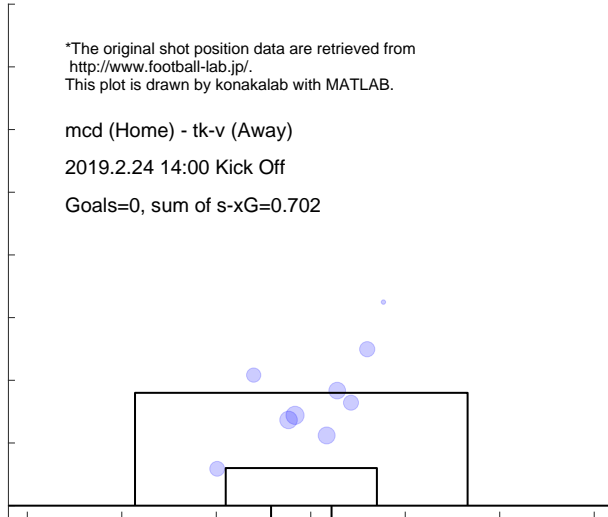 *The original shot position data are retrieved from
http://www.football-lab.jp/.
This plot is drawn by konakalab with MATLAB.
mcd (Home) - tk-v (Away)
2019.2.24 14:00 Kick Off
Goals=0, sum of s-xG=0.702